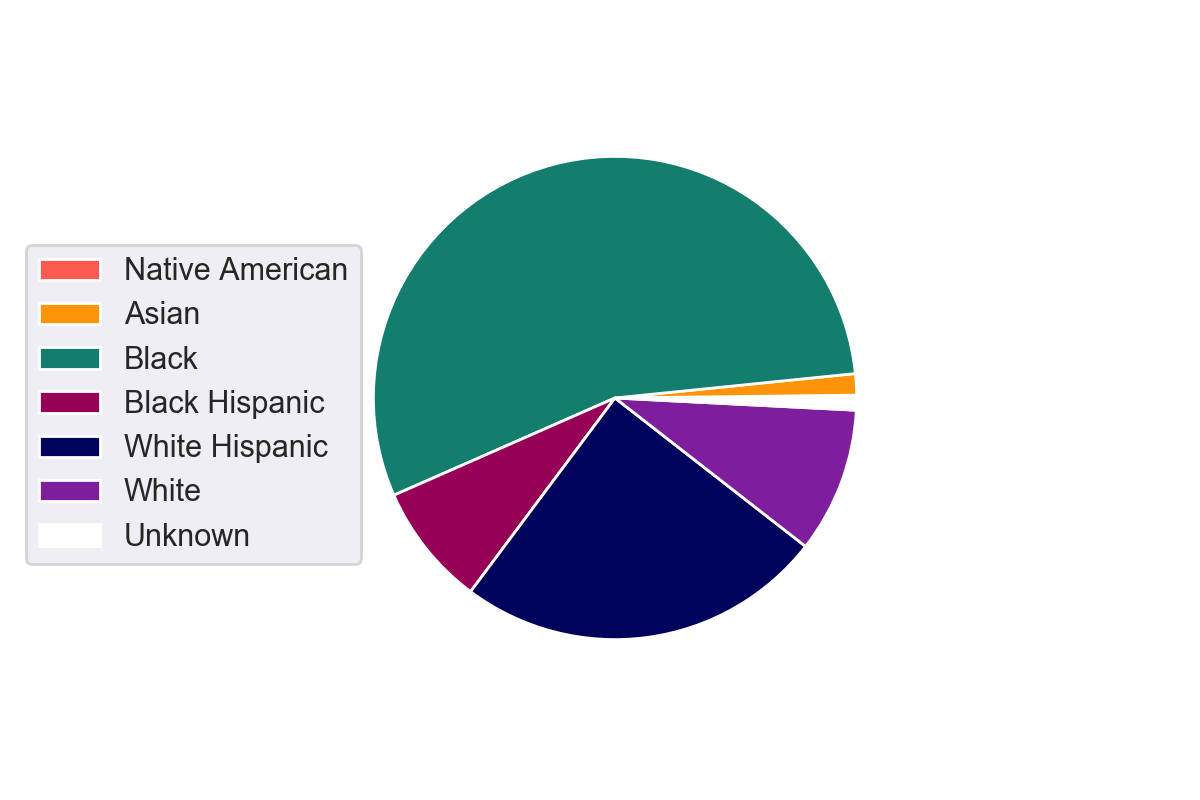 Native American
Asian
Black
Black Hispanic
White Hispanic
White
Unknown